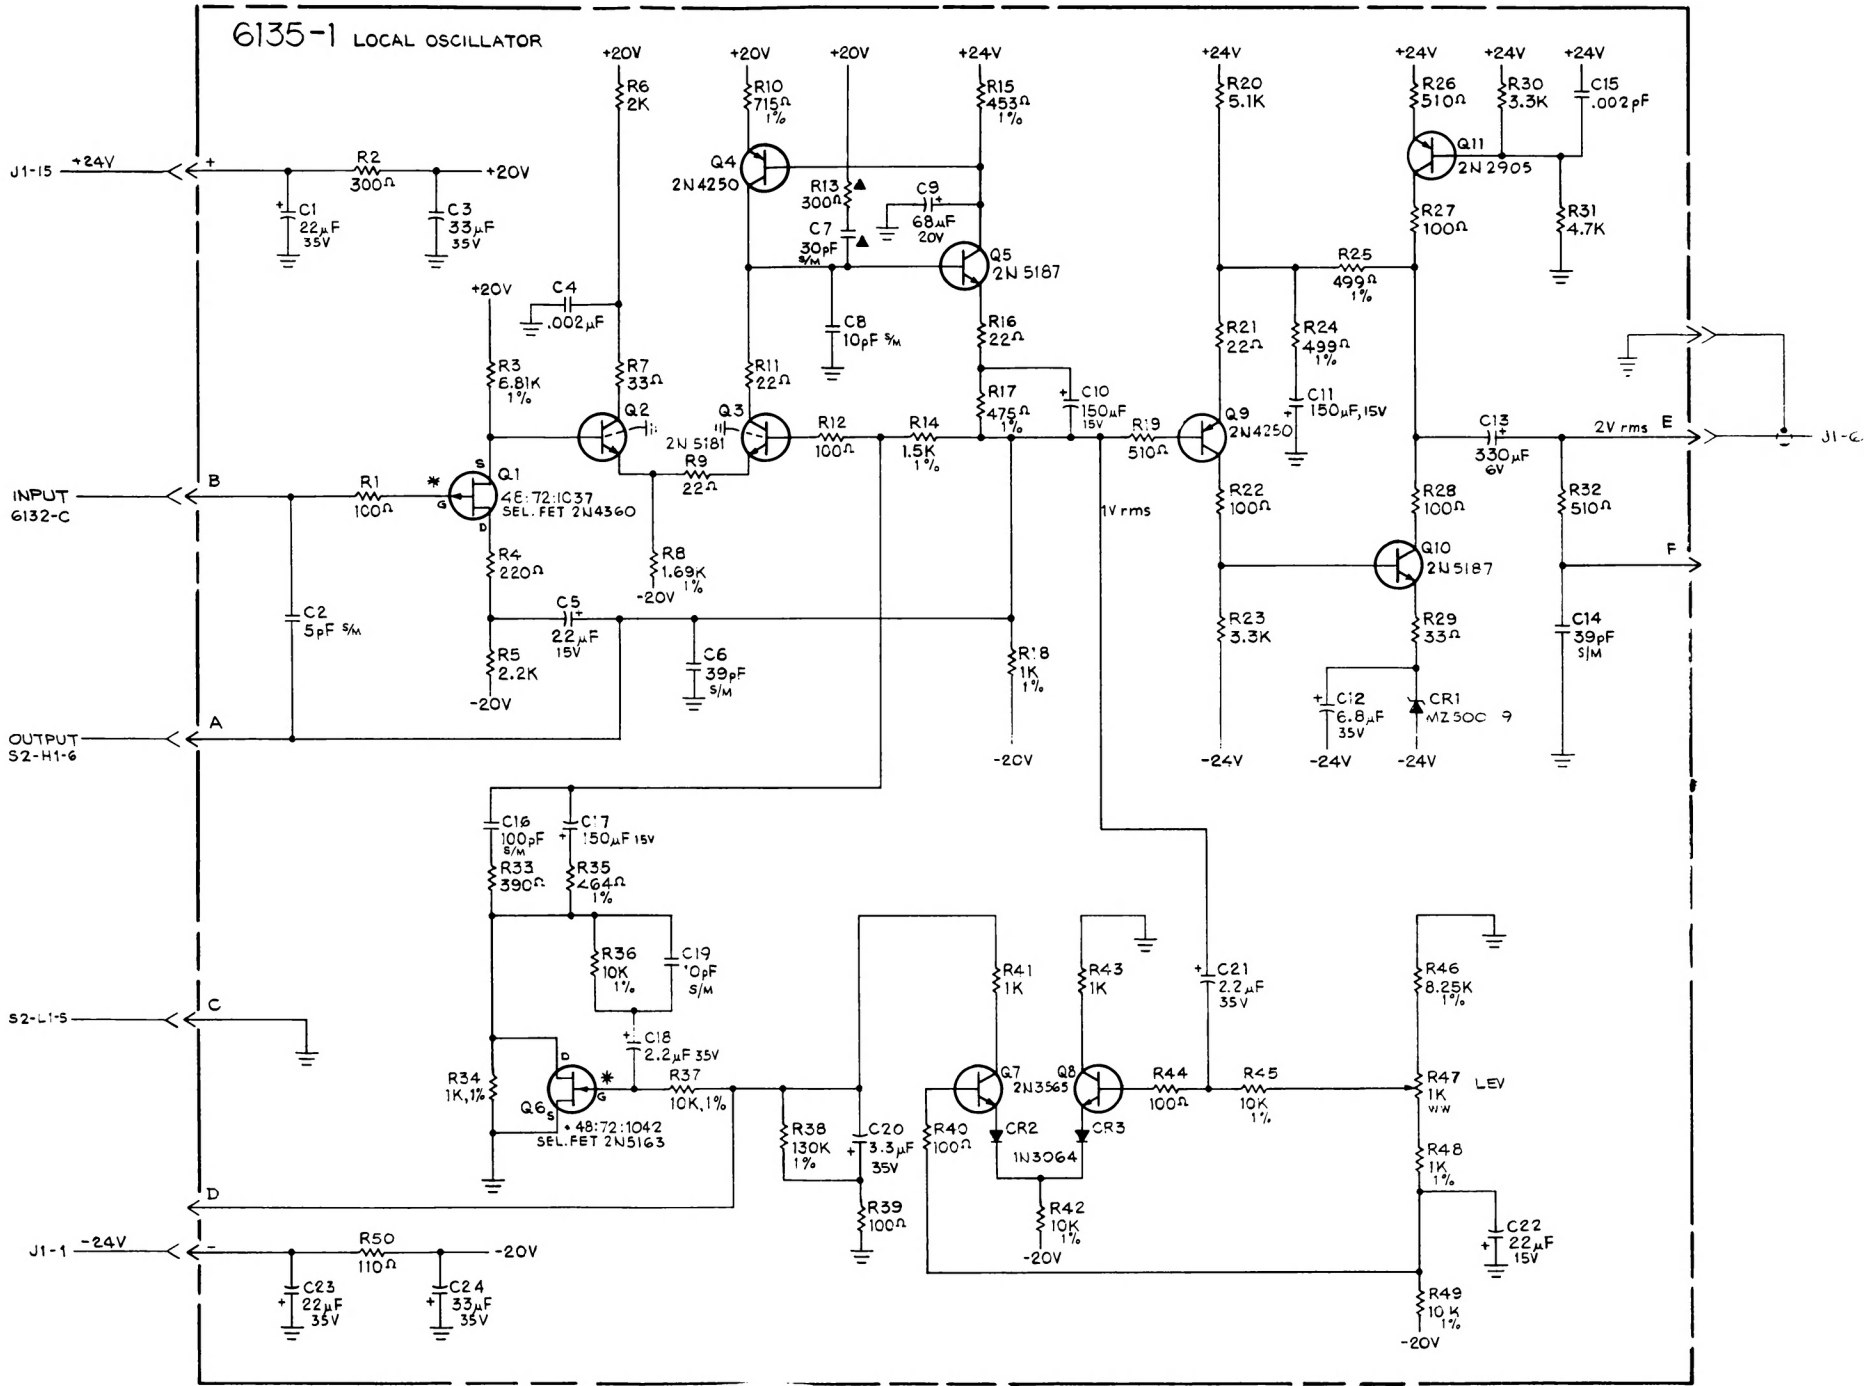 6135-1 LOCAL OSCILLATOR
+20V
+20V
+20V
+24V
+24V
+24V
+24V
+24V
R6
2K
R10
715Ω
1%
R15
453Ω
1%
R20
5.1K
R26
510Ω
R30
3.3K
C15
.002pF
J1-15
+24V
+
R2
300Ω
+20V
C1
+
22µF
35V
C3
33µF
35V
Q4
2N4250
R13
300Ω
▲
C7
30pF
S/M
▲
C9
+
68µF
20V
Q5
2N5187
Q11
2N2905
R27
100Ω
R31
4.7K
R25
499Ω
1%
+20V
C4
.002µF
C8
10pF S/M
R16
22Ω
R21
22Ω
R24
499Ω
1%
R3
6.81K
1%
R7
33Ω
R11
22Ω
R17
475Ω
1%
C10
+
150µF
15V
C11
+
150µF, 15V
Q2
Q3
2N5181
R12
100Ω
R14
1.5K
1%
R19
510Ω
Q9
2N4250
C13
+
330µF
6V
2V rms
E
R9
22Ω
INPUT
6132-C
B
R1
100Ω
*
S
G
D
Q1
48:72:1037
SEL. FET 2N4360
1V rms
R22
100Ω
R28
100Ω
R32
510Ω
R4
220Ω
R8
1.69K
1%
-20V
Q10
2N5187
F
C2
5pF S/M
C5
+
22µF
15V
R5
2.2K
-20V
C6
39pF
S/M
R18
1K
1%
-20V
R23
3.3K
-24V
R29
33Ω
C12
+
6.8µF
35V
-24V
CR1
-24V
C14
39pF
S/M
OUTPUT
S2-H1-6
A
C16
100pF
S/M
R33
390Ω
C17
+
150µF 15V
R35
464Ω
1%
R36
10K
1%
C19
S/M
R41
1K
R43
1K
C21
+
2.2µF
35V
R46
8.25K
1%
S2-L1-5
C
C18
+
2.2µF 35V
R34
1K, 1%
D
G
*
S
Q6
48:72:1042
SEL. FET 2N5163
R37
10K, 1%
Q7
2N3565
Q8
R44
100Ω
R45
10K
1%
R47
1K
WW
LEV
R38
130K
1%
C20
+
3.3µF
35V
R40
100Ω
CR2
CR3
1N3064
R48
1K
1%
D
R39
100Ω
R42
10K
1%
-20V
C22
+
22µF
15V
J1-1
-24V
-
R50
110Ω
-20V
C23
+
22µF
35V
C24
+
33µF
35V
R49
10K
1%
-20V